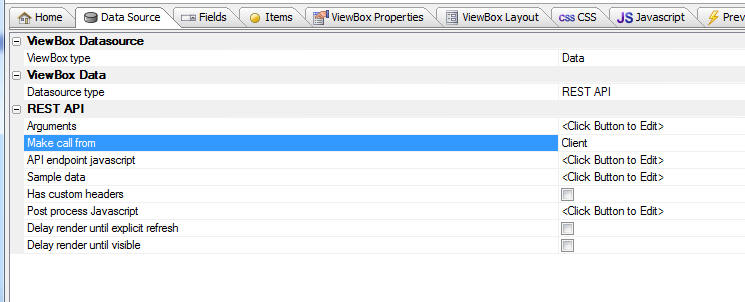 Home Data Source Fields Items ViewBox Properties ViewBox Layout css CSS JS Javascript Prev
ViewBox Datasource
ViewBox type Data
ViewBox Data
Datasource type REST API
REST API
Arguments <Click Button to Edit>
Make call from Client
API endpoint javascript <Click Button to Edit>
Sample data <Click Button to Edit>
Has custom headers
Post process Javascript <Click Button to Edit>
Delay render until explicit refresh
Delay render until visible